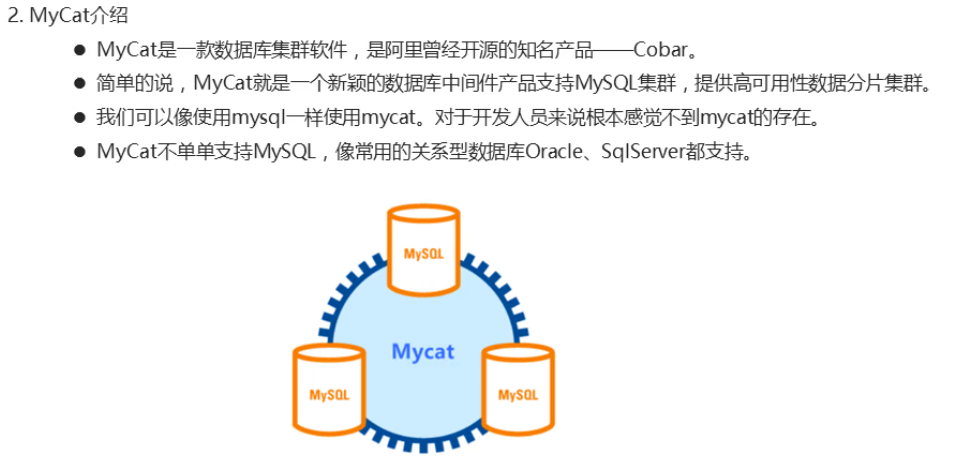 2. MyCat介绍
● MyCat是一款数据库集群软件，是阿里曾经开源的知名产品——Cobar。
● 简单的说，MyCat就是一个新颖的数据库中间件产品支持MySQL集群，提供高可用性数据分片集群。
● 我们可以像使用mysql一样使用mycat。对于开发人员来说根本感觉不到mycat的存在。
● MyCat不单单支持MySQL，像常用的关系型数据库Oracle、SqlServer都支持。
MySQL
Mycat
MySQL
MySQL